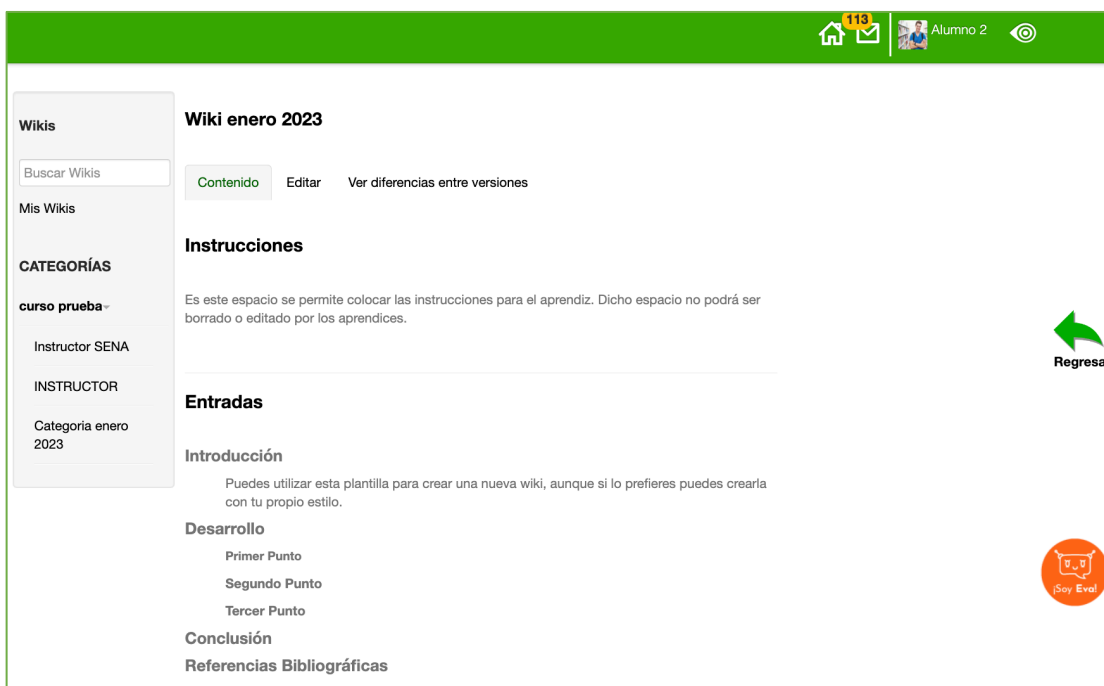 113
Alumno 2
Wikis
Buscar Wikis
Mis Wikis
CATEGORÍAS
curso prueba
Instructor SENA
INSTRUCTOR
Categoria enero
2023
Wiki enero 2023
Contenido Editar Ver diferencias entre versiones
Instrucciones
Es este espacio se permite colocar las instrucciones para el aprendiz. Dicho espacio no podrá ser
borrado o editado por los aprendices.
Entradas
Introducción
Puedes utilizar esta plantilla para crear una nueva wiki, aunque si lo prefieres puedes crearla
con tu propio estilo.
Desarrollo
Primer Punto
Segundo Punto
Tercer Punto
Conclusión
Referencias Bibliográficas
Regresa
¡Soy Eva!